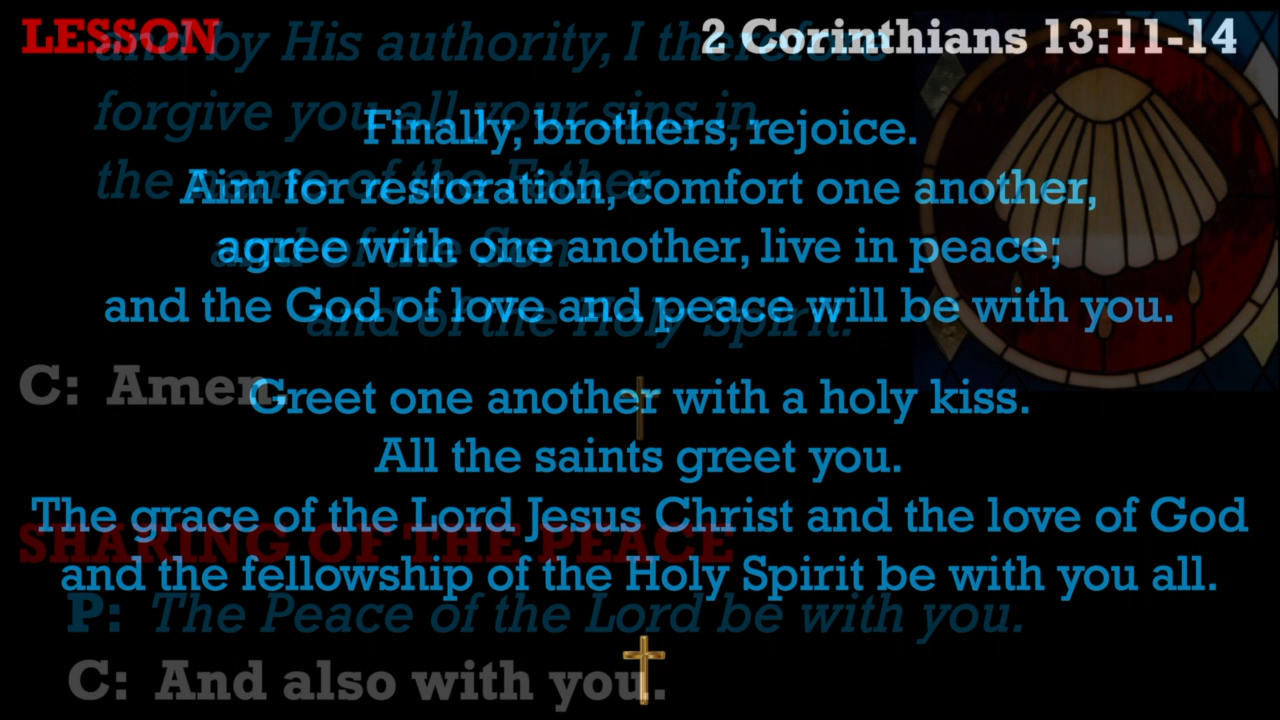 LESSON
2 Corinthians 13:11-14
and by His authority, I therefore
forgive you all your sins in
the name of the Father
and of the Son
and of the Holy Spirit.
C: Amen.
SHARING OF THE PEACE
P: The Peace of the Lord be with you.
C: And also with you.
Finally, brothers, rejoice.
Aim for restoration, comfort one another,
agree with one another, live in peace;
and the God of love and peace will be with you.
Greet one another with a holy kiss.
All the saints greet you.
The grace of the Lord Jesus Christ and the love of God
and the fellowship of the Holy Spirit be with you all.